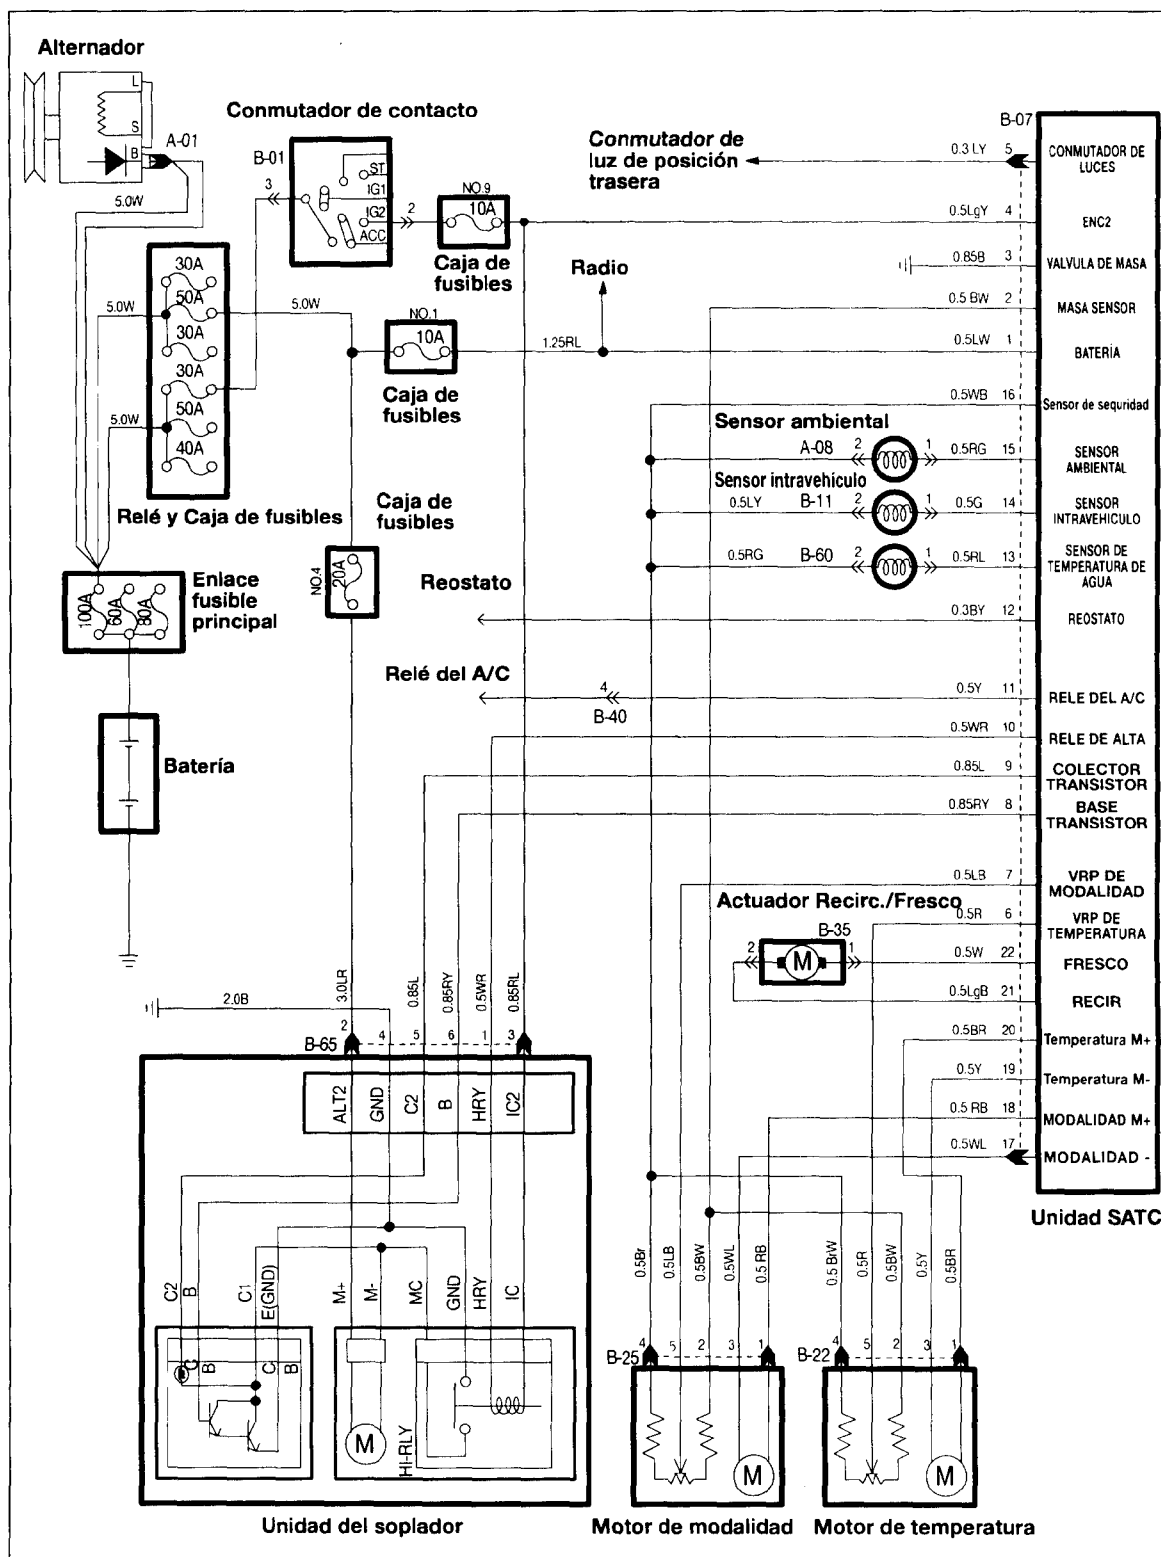 Alternador
L
S
B
A-01
5.0W
Conmutador de contacto
B-01
3
ST
IG1
IG2
ACC
2
NO.9
10A
Caja de
fusibles
Conmutador de
luz de posición
trasera
Radio
30A
50A
30A
30A
50A
40A
5.0W
5.0W
5.0W
Relé y Caja de fusibles
NO.1
10A
Caja de
fusibles
1.25RL
Caja de
fusibles
NO.4
20A
Enlace
fusible
principal
100A
60A
80A
Batería
Reostato
Relé del A/C
4
B-40
Sensor ambiental
A-08
2
1
Sensor intravehículo
0.5LY
B-11
2
1
0.5RG
B-60
2
1
B-07
0.3 LY 5 CONMUTADOR DE
LUCES
0.5LgY 4 ENC2
0.85B 3 VALVULA DE MASA
0.5 BW 2 MASA SENSOR
0.5LW 1 BATERÍA
0.5WB 16 Sensor de sequridad
0.5RG 15 SENSOR
AMBIENTAL
0.5G 14 SENSOR
INTRAVEHICULO
0.5RL 13 SENSOR DE
TEMPERATURA DE
AGUA
0.3BY 12 REOSTATO
0.5Y 11 RELE DEL A/C
0.5WR 10 RELE DE ALTA
0.85L 9 COLECTOR
TRANSISTOR
0.85RY 8 BASE
TRANSISTOR
0.5LB 7 VRP DE
MODALIDAD
0.5R 6 VRP DE
TEMPERATURA
0.5W 22 FRESCO
0.5LgB 21 RECIR
0.5BR 20 Temperatura M+
0.5Y 19 Temperatura M-
0.5 RB 18 MODALIDAD M+
0.5WL 17 MODALIDAD -
Unidad SATC
Actuador Recirc./Fresco
B-35
2
M
1
2.0B
3.0LR
0.85L
0.85RY
0.5WR
0.85RL
B-65
2
4
5
6
1
3
ALT2
GND
C2
B
HRY
IC2
C2
B
C1
E(GND)
M+
M-
MC
GND
HRY
IC
C
B
C
B
M
HI-RLY
Unidad del soplador
0.5Br
0.5LB
0.5BW
0.5WL
0.5 RB
B-25
4
5
2
3
1
M
Motor de modalidad
0.5 BrW
0.5R
0.5BW
0.5Y
0.5BR
B-22
4
5
2
3
1
M
Motor de temperatura